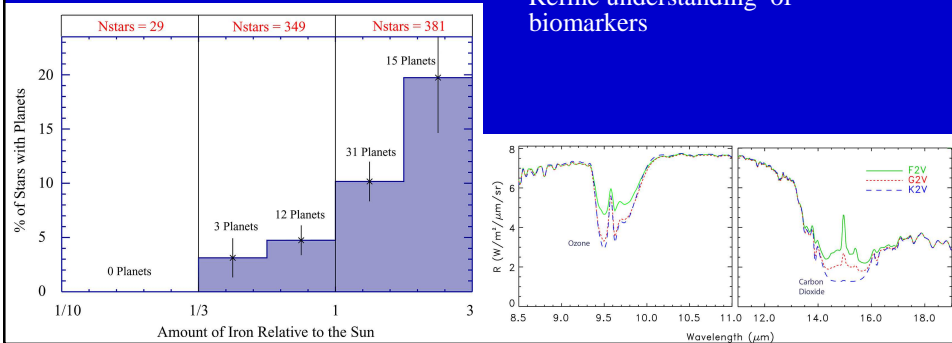 Refine understanding of
biomarkers
Nstars = 29
Nstars = 349
Nstars = 381
% of Stars with Planets
20
15
10
5
0
15 Planets
31 Planets
12 Planets
3 Planets
0 Planets
1/10
1/3
1
3
Amount of Iron Relative to the Sun
R (W/m²/μm/sr)
8
6
4
2
0
Ozone
F2V
G2V
K2V
Carbon
Dioxide
8.5
9.0
9.5
10.0
10.5
11.0
12.0
14.0
16.0
18.0
Wavelength (μm)